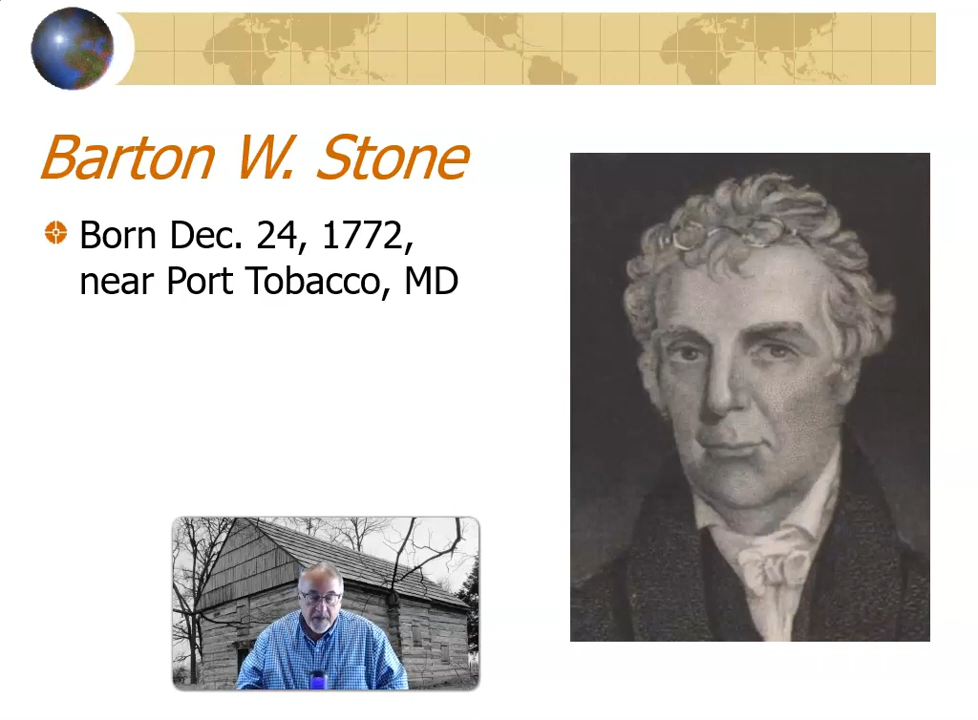 Barton W. Stone
Born Dec. 24, 1772,
near Port Tobacco, MD